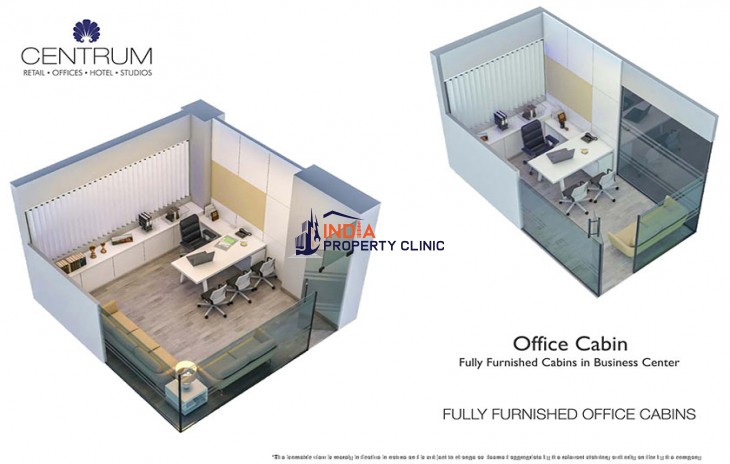 CENTRUM
RETAIL • OFFICES • HOTEL • STUDIOS
INDIA
PROPERTY CLINIC
Office Cabin
Fully Furnished Cabins in Business Center
FULLY FURNISHED OFFICE CABINS